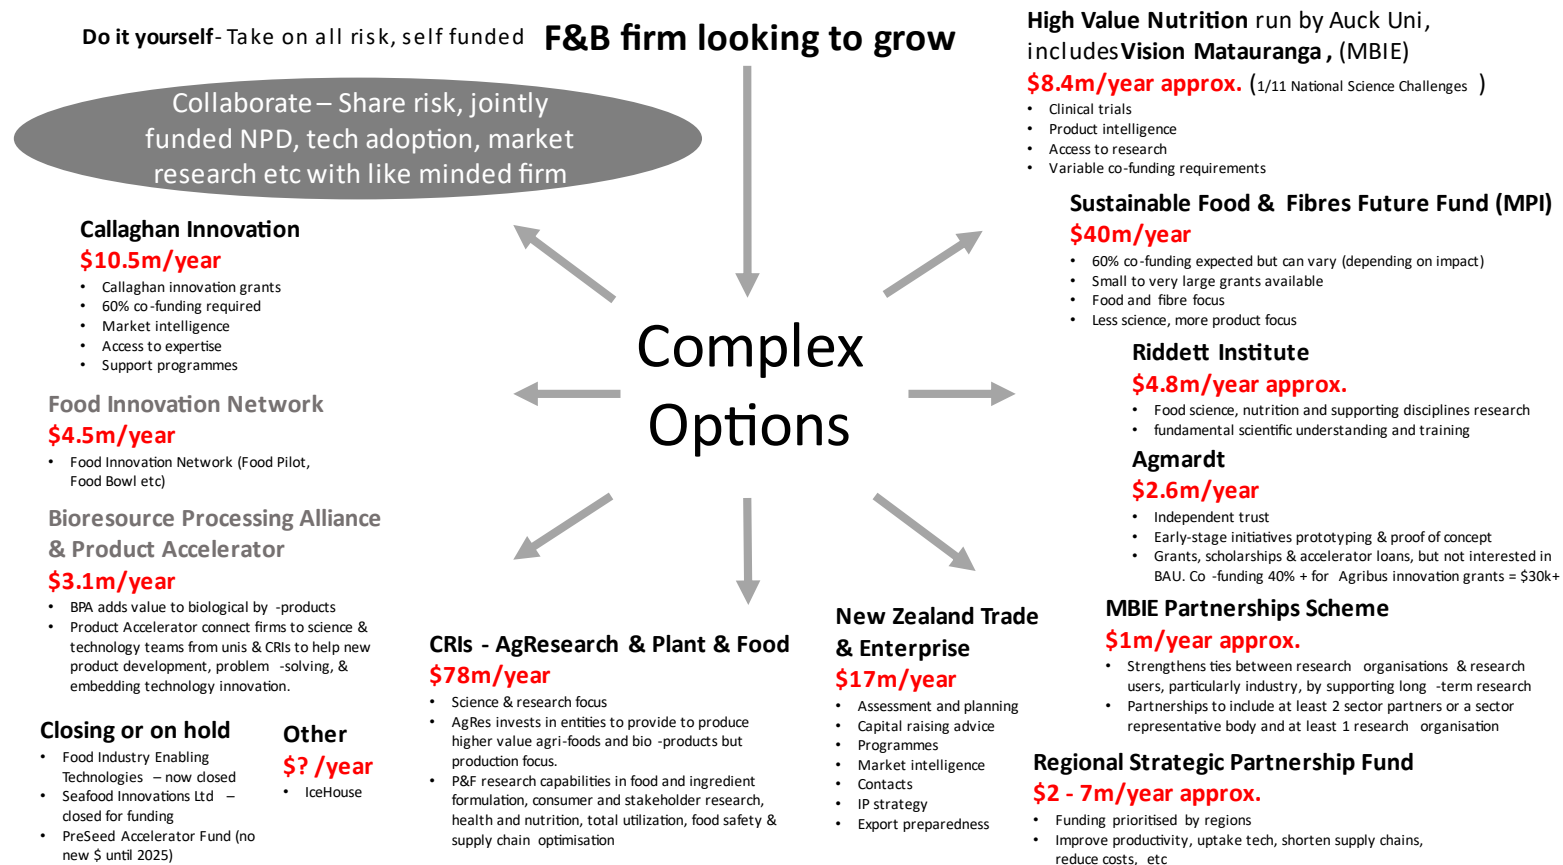 Do it yourself- Take on all risk, self funded
F&B firm looking to grow
Collaborate – Share risk, jointly
funded NPD, tech adoption, market
research etc with like minded firm
Callaghan Innovation
$10.5m/year
• Callaghan innovation grants
• 60% co-funding required
• Market intelligence
• Access to expertise
• Support programmes
Food Innovation Network
$4.5m/year
• Food Innovation Network (Food Pilot,
Food Bowl etc)
Bioresource Processing Alliance
& Product Accelerator
$3.1m/year
• BPA adds value to biological by -products
• Product Accelerator connect firms to science &
technology teams from unis & CRIs to help new
product development, problem -solving, &
embedding technology innovation.
Closing or on hold
• Food Industry Enabling
Technologies – now closed
• Seafood Innovations Ltd –
closed for funding
• PreSeed Accelerator Fund (no
new $ until 2025)
Other
$? /year
• IceHouse
Complex
Options
CRIs - AgResearch & Plant & Food
$78m/year
• Science & research focus
• AgRes invests in entities to provide to produce
higher value agri-foods and bio -products but
production focus.
• P&F research capabilities in food and ingredient
formulation, consumer and stakeholder research,
health and nutrition, total utilization, food safety &
supply chain optimisation
New Zealand Trade
& Enterprise
$17m/year
• Assessment and planning
• Capital raising advice
• Programmes
• Market intelligence
• Contacts
• IP strategy
• Export preparedness
High Value Nutrition run by Auck Uni,
includes Vision Matauranga , (MBIE)
$8.4m/year approx. (1/11 National Science Challenges )
• Clinical trials
• Product intelligence
• Access to research
• Variable co-funding requirements
Sustainable Food & Fibres Future Fund (MPI)
$40m/year
• 60% co-funding expected but can vary (depending on impact)
• Small to very large grants available
• Food and fibre focus
• Less science, more product focus
Riddett Institute
$4.8m/year approx.
• Food science, nutrition and supporting disciplines research
• fundamental scientific understanding and training
Agmardt
$2.6m/year
• Independent trust
• Early-stage initiatives prototyping & proof of concept
• Grants, scholarships & accelerator loans, but not interested in
BAU. Co -funding 40% + for Agribus innovation grants = $30k+
MBIE Partnerships Scheme
$1m/year approx.
• Strengthens ties between research organisations & research
users, particularly industry, by supporting long -term research
• Partnerships to include at least 2 sector partners or a sector
representative body and at least 1 research organisation
Regional Strategic Partnership Fund
$2 - 7m/year approx.
• Funding prioritised by regions
• Improve productivity, uptake tech, shorten supply chains,
reduce costs, etc